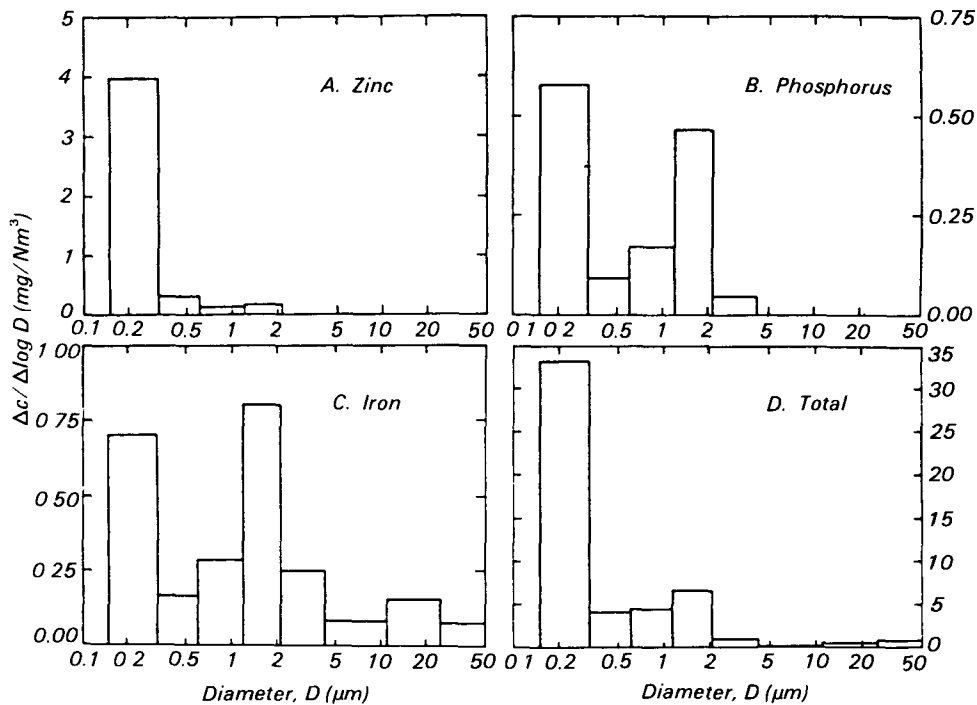 Δc/Δlog D (mg/Nm³)
A. Zinc
5
4
3
2
1
0
0.1 0.2 0.5 1 2 5 10 20 50
B. Phosphorus
0.75
0.50
0.25
0.00
0 1 0 2 0.5 1 2 5 10 20 50
C. Iron
1 00
0 75
0 50
0 25
0.00
0.1 0 2 0.5 1 2 5 10 20 50
Diameter, D (μm)
D. Total
35
30
25
20
15
10
5
0
0 1 0.2 0.5 1 2 5 10 20 50
Diameter, D (μm)